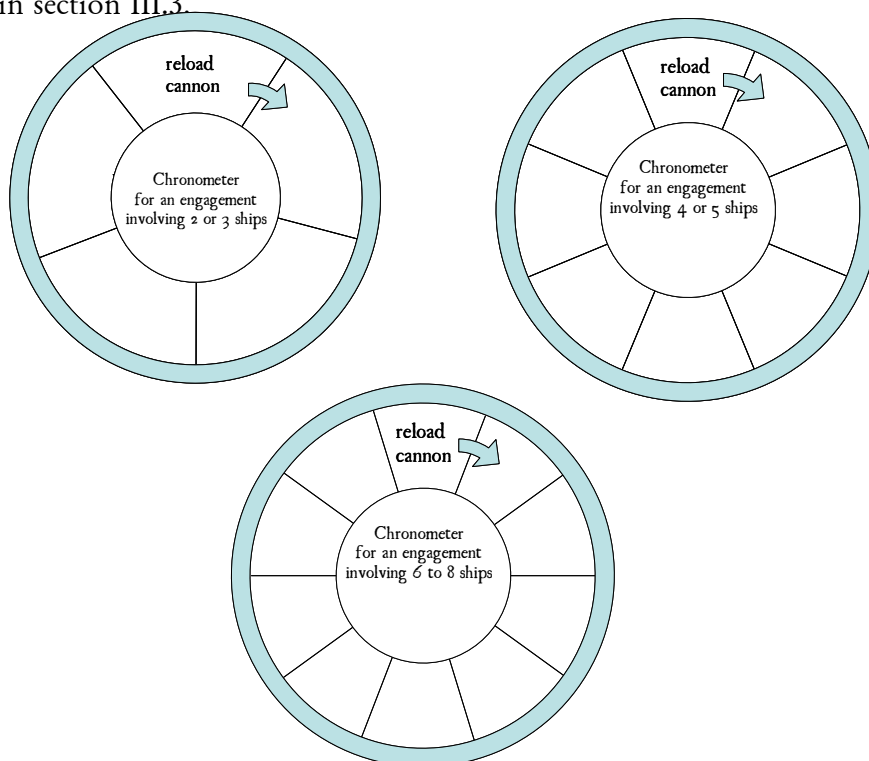 in section III.3.
reload
cannon
Chronometer
for an engagement
involving 2 or 3 ships
reload
cannon
Chronometer
for an engagement
involving 4 or 5 ships
reload
cannon
Chronometer
for an engagement
involving 6 to 8 ships